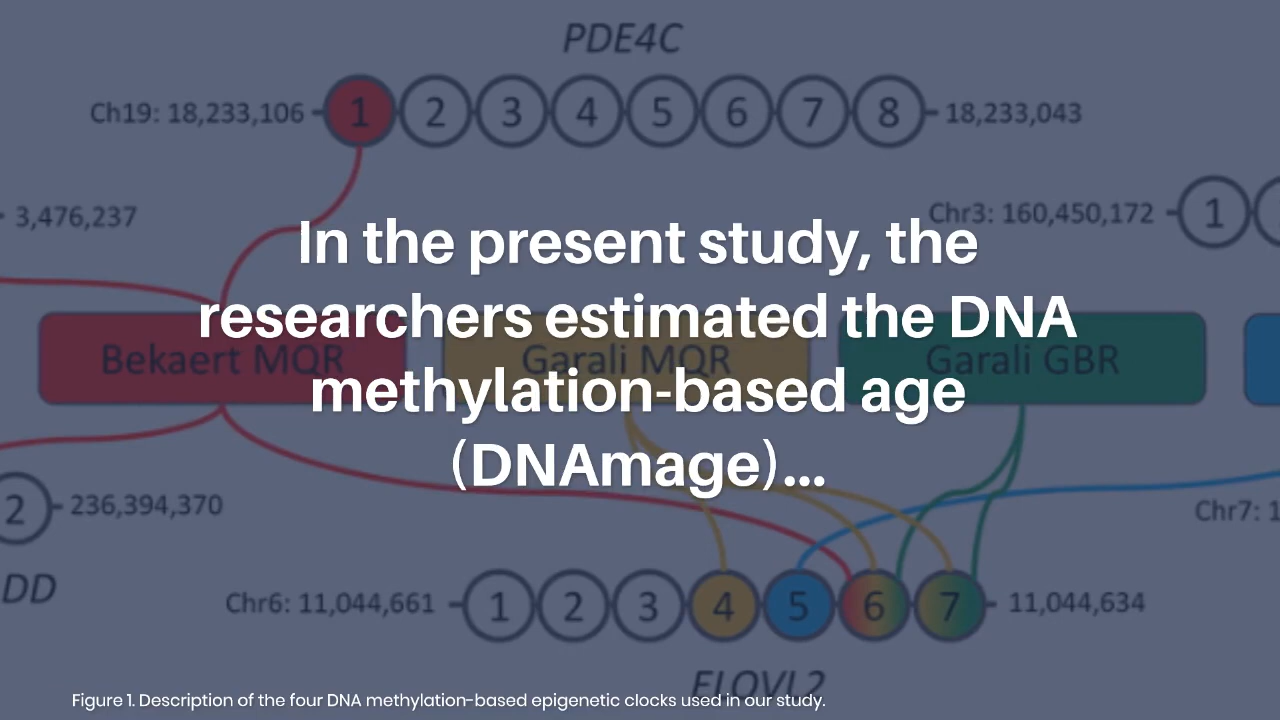 PDE4C
Ch19: 18,233,106
1 2 3 4 5 6 7 8
18,233,043
3,476,237
Chr3: 160,450,172
1
In the present study, the
researchers estimated the DNA
methylation-based age
(DNAmage)...
Bekaert MQR
Garali MQR
Garali GBR
2
236,394,370
Chr7: 1
DD
Chr6: 11,044,661
1 2 3 4 5 6 7
11,044,634
ELOVL2
Figure 1. Description of the four DNA methylation-based epigenetic clocks used in our study.